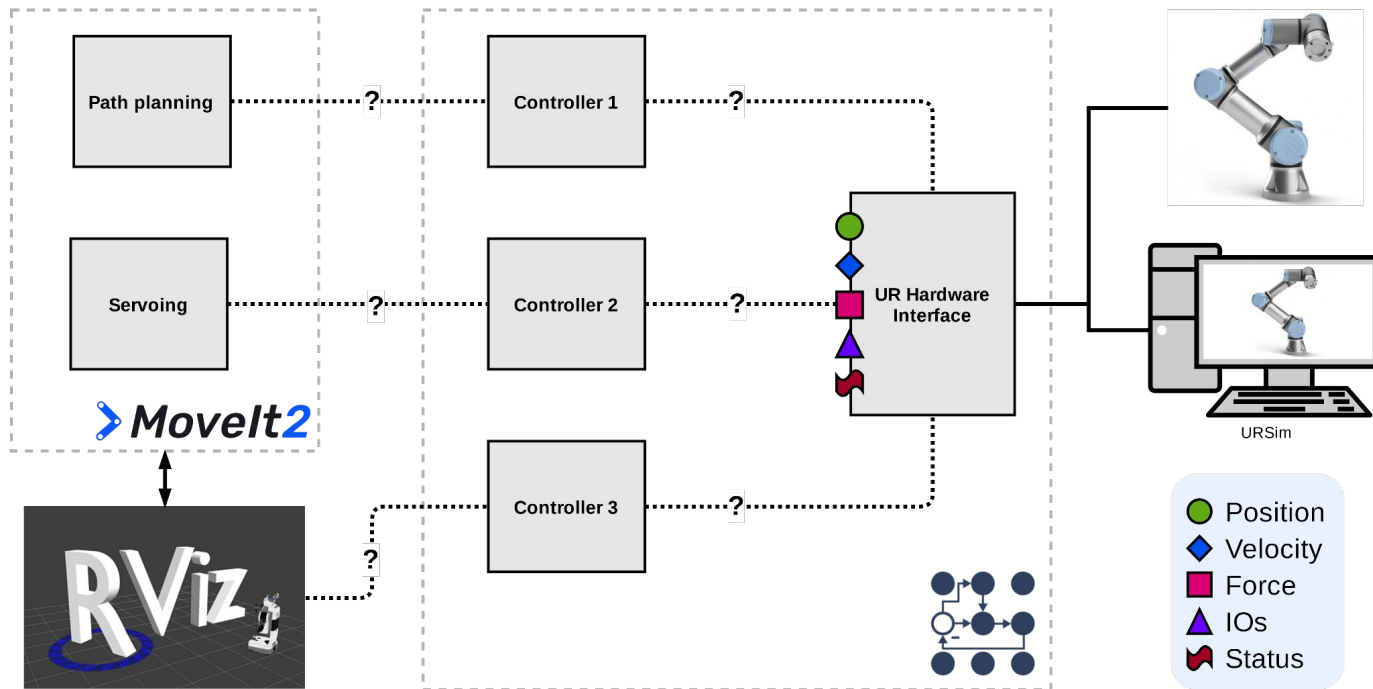 Path planning
?
Controller 1
?
Servoing
?
Controller 2
?
UR Hardware
Interface
MoveIt2
URSim
RViz
?
Controller 3
?
Position
Velocity
Force
IOs
Status